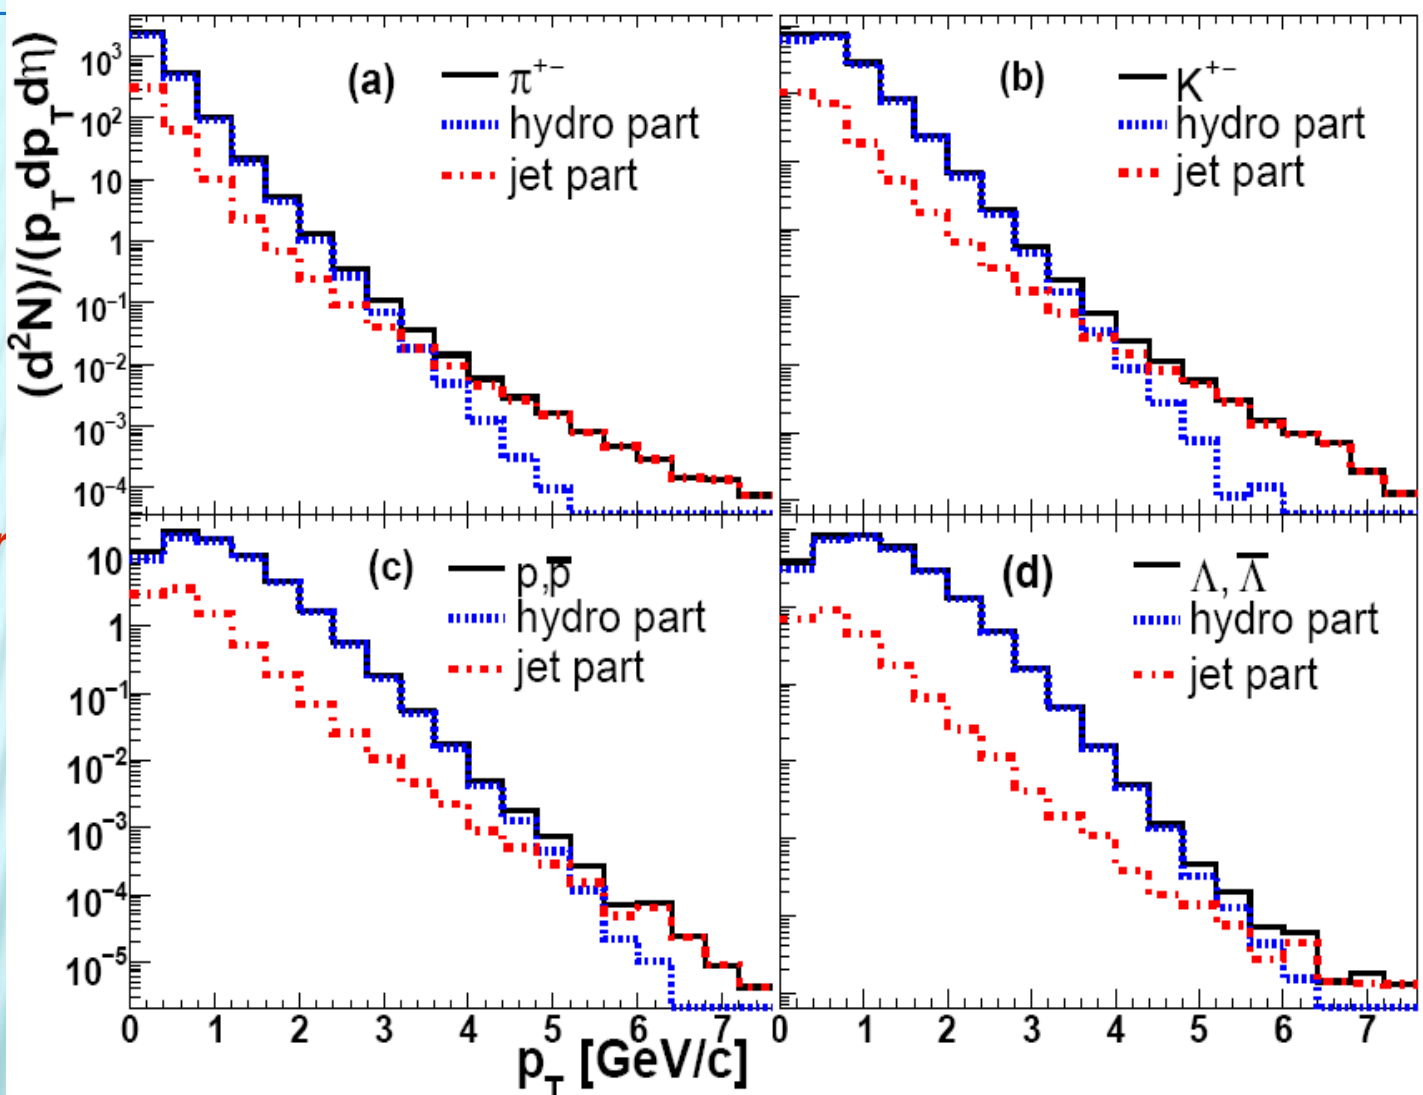 (d²N)/(p_T dp_T dη)
10³
10²
10
1
10⁻¹
10⁻²
10⁻³
10⁻⁴
(a)
π⁺⁻
hydro part
jet part
(b)
K⁺⁻
hydro part
jet part
10
1
10⁻¹
10⁻²
10⁻³
10⁻⁴
10⁻⁵
(c)
p,p̅
hydro part
jet part
(d)
Λ, Λ̅
hydro part
jet part
0 1 2 3 4 5 6 7 0 1 2 3 4 5 6 7
p_T [GeV/c]
r